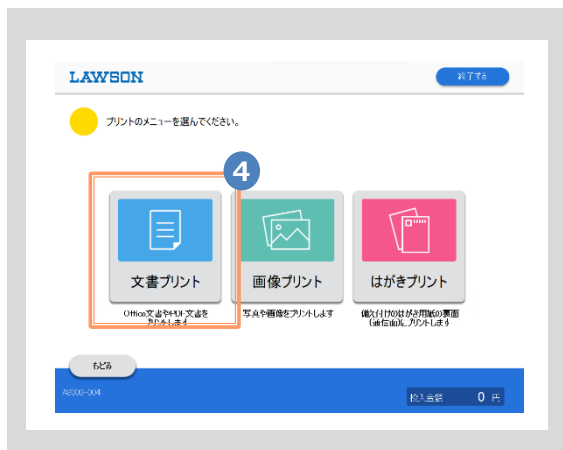 LAWSON
終了する
プリントのメニューを選んでください。
4
文書プリント
画像プリント
はがきプリント
Office文書やPDF文書を
プリントします
写真や画像をプリントします
備え付けのはがき用紙の裏面
(通信面)に、プリントします
もどる
投入金額 0 円